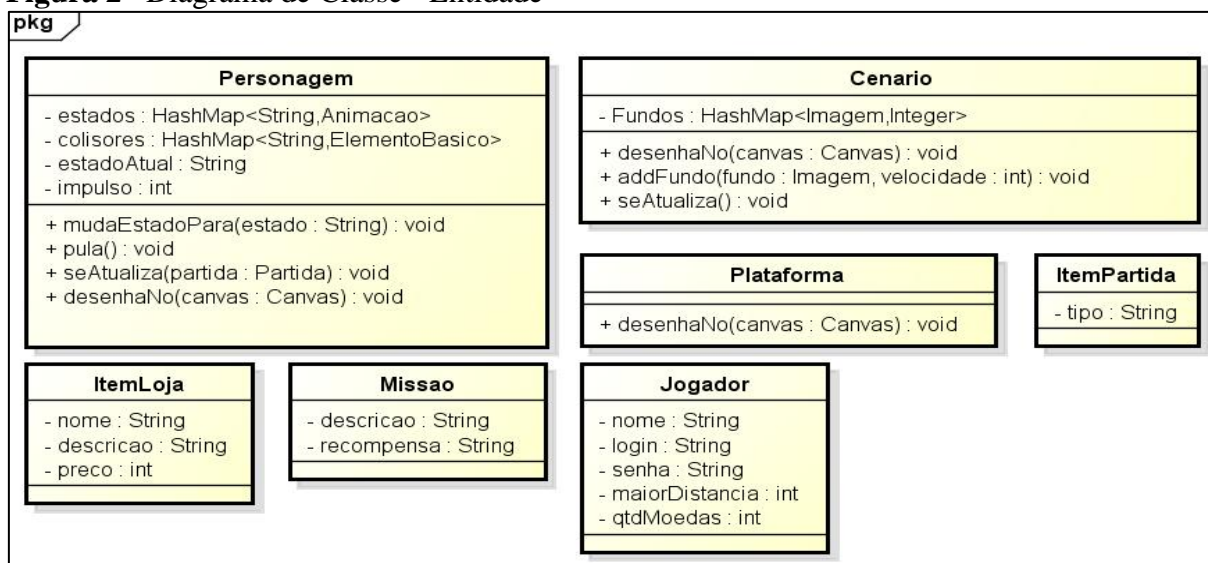 Figura 2 - Diagrama de Classe - Entidade
pkg
Personagem
- estados : HashMap<String,Animacao>
- colisores : HashMap<String,ElementoBasico>
- estadoAtual : String
- impulso : int
+ mudaEstadoPara(estado : String) : void
+ pula() : void
+ seAtualiza(partida : Partida) : void
+ desenhaNo(canvas : Canvas) : void
Cenario
- Fundos : HashMap<Imagem,Integer>
+ desenhaNo(canvas : Canvas) : void
+ addFundo(fundo : Imagem, velocidade : int) : void
+ seAtualiza() : void
Plataforma
+ desenhaNo(canvas : Canvas) : void
ItemPartida
- tipo : String
ItemLoja
- nome : String
- descricao : String
- preco : int
Missao
- descricao : String
- recompensa : String
Jogador
- nome : String
- login : String
- senha : String
- maiorDistancia : int
- qtdMoedas : int